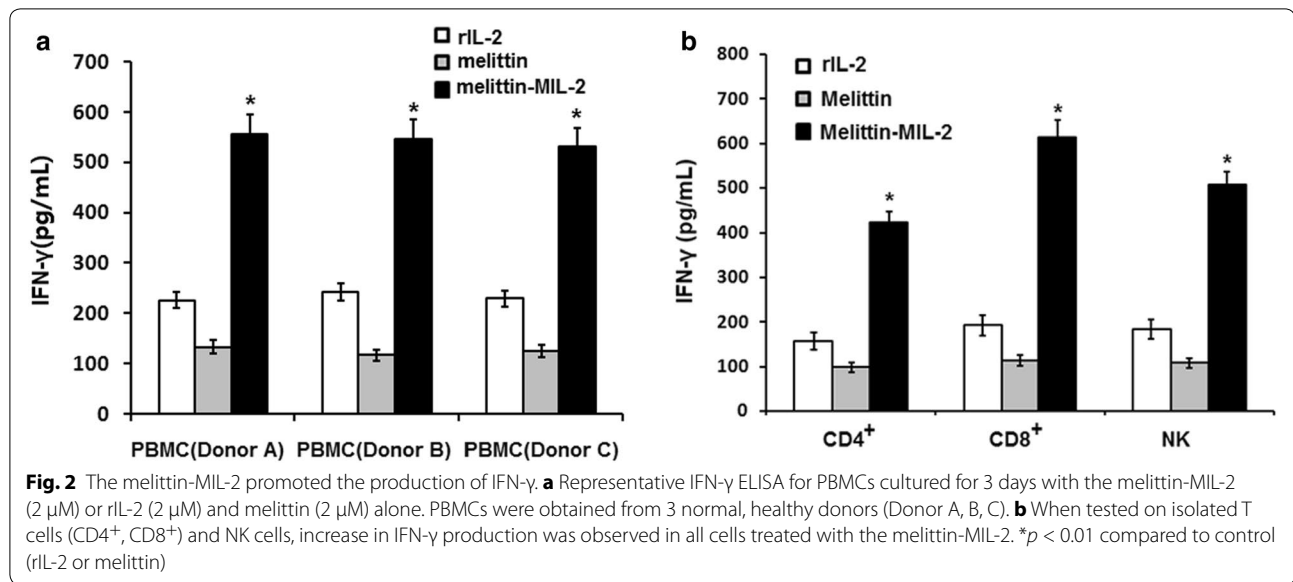 a
rIL-2
melittin
melittin-MIL-2
700
600
500
400
300
200
100
0
IFN-γ(pg/mL)
*
*
*
PBMC(Donor A) PBMC(Donor B) PBMC(Donor C)
b
rIL-2
Melittin
Melittin-MIL-2
800
700
600
500
400
300
200
100
0
IFN-γ (pg/mL)
*
*
*
CD4+ CD8+ NK
Fig. 2 The melittin-MIL-2 promoted the production of IFN-γ. a Representative IFN-γ ELISA for PBMCs cultured for 3 days with the melittin-MIL-2
(2 μM) or rIL-2 (2 μM) and melittin (2 μM) alone. PBMCs were obtained from 3 normal, healthy donors (Donor A, B, C). b When tested on isolated T
cells (CD4+, CD8+) and NK cells, increase in IFN-γ production was observed in all cells treated with the melittin-MIL-2. *p < 0.01 compared to control
(rIL-2 or melittin)